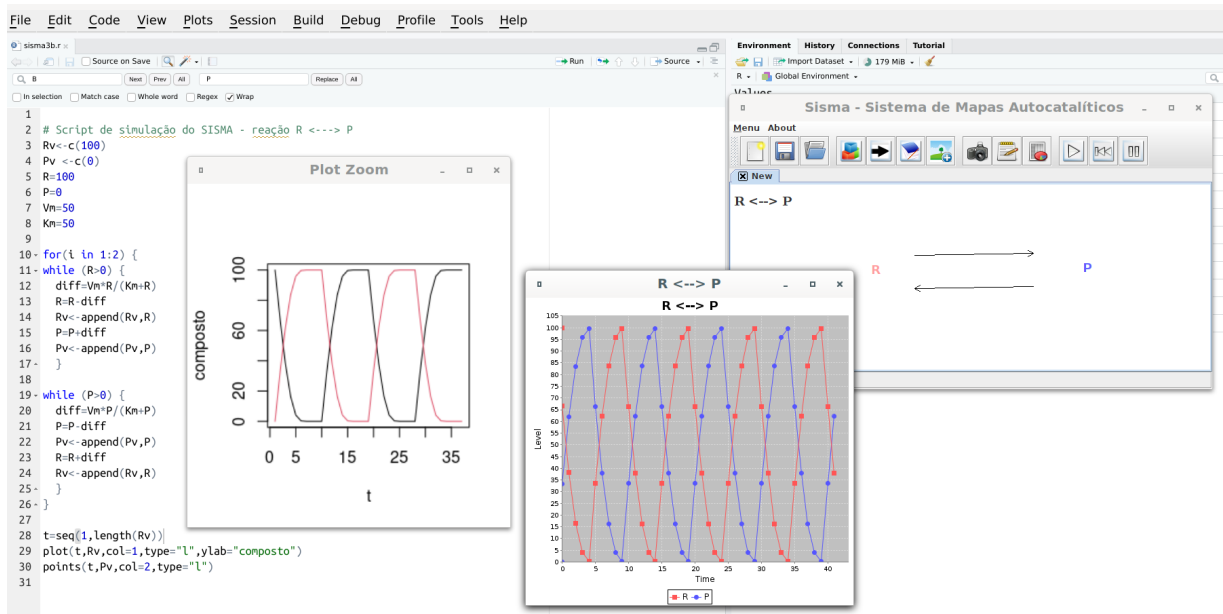 File Edit Code View Plots Session Build Debug Profile Tools Help
sisma3b.r
Source on Save
Run
Source
B
Next
Prev
All
P
Replace
All
In selection
Match case
Whole word
Regex
Wrap
1
2 # Script de simulação do SISMA - reação R <---> P
3 Rv<-c(100)
4 Pv <-c(0)
5 R=100
6 P=0
7 Vm=50
8 Km=50
9
10 for(i in 1:2) {
11 while (R>0) {
12 diff=Vm*R/(Km+R)
13 R=R-diff
14 Rv<-append(Rv,R)
15 P=P+diff
16 Pv<-append(Pv,P)
17 }
18
19 while (P>0) {
20 diff=Vm*P/(Km+P)
21 P=P-diff
22 Pv<-append(Pv,P)
23 R=R+diff
24 Rv<-append(Rv,R)
25 }
26 }
27
28 t=seq(1,length(Rv))
29 plot(t,Rv,col=1,type="l",ylab="composto")
30 points(t,Pv,col=2,type="l")
31
Plot Zoom
composto
100
60
20
0
0 5 15 25 35
t
Environment History Connections Tutorial
Import Dataset
179 MiB
R
Global Environment
Values
Sisma - Sistema de Mapas Autocatalíticos
Menu About
New
R <--> P
R
P
R <--> P
R <--> P
Level
105
100
95
90
85
80
75
70
65
60
55
50
45
40
35
30
25
20
15
10
5
0
0 5 10 15 20 25 30 35 40
Time
R P